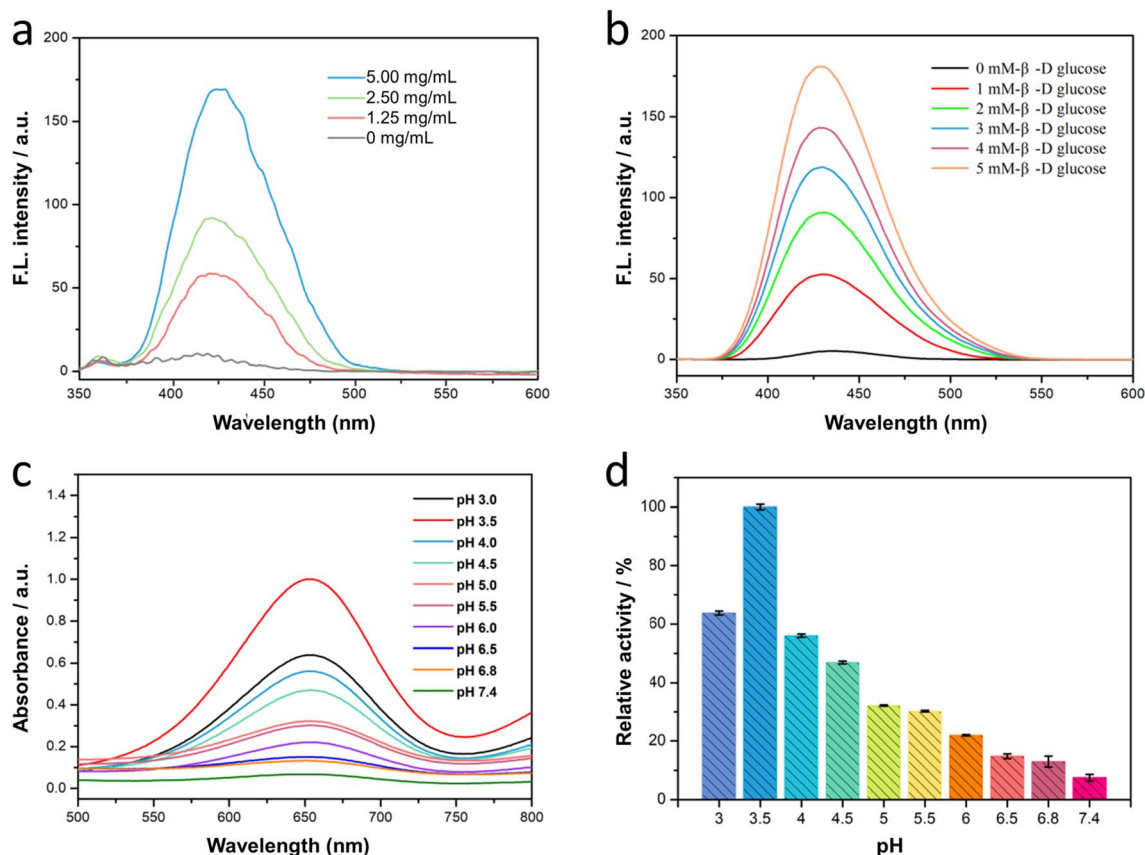 a
200
150
100
50
0
F.L. intensity / a.u.
5.00 mg/mL
2.50 mg/mL
1.25 mg/mL
0 mg/mL
350 400 450 500 550 600
Wavelength (nm)
b
200
150
100
50
0
F.L. intensity / a.u.
0 mM-β -D glucose
1 mM-β -D glucose
2 mM-β -D glucose
3 mM-β -D glucose
4 mM-β -D glucose
5 mM-β -D glucose
350 400 450 500 550 600
Wavelength (nm)
c
1.4
1.2
1.0
0.8
0.6
0.4
0.2
0.0
Absorbance / a.u.
pH 3.0
pH 3.5
pH 4.0
pH 4.5
pH 5.0
pH 5.5
pH 6.0
pH 6.5
pH 6.8
pH 7.4
500 550 600 650 700 750 800
Wavelength (nm)
d
100
80
60
40
20
0
Relative activity / %
3 3.5 4 4.5 5 5.5 6 6.5 6.8 7.4
pH